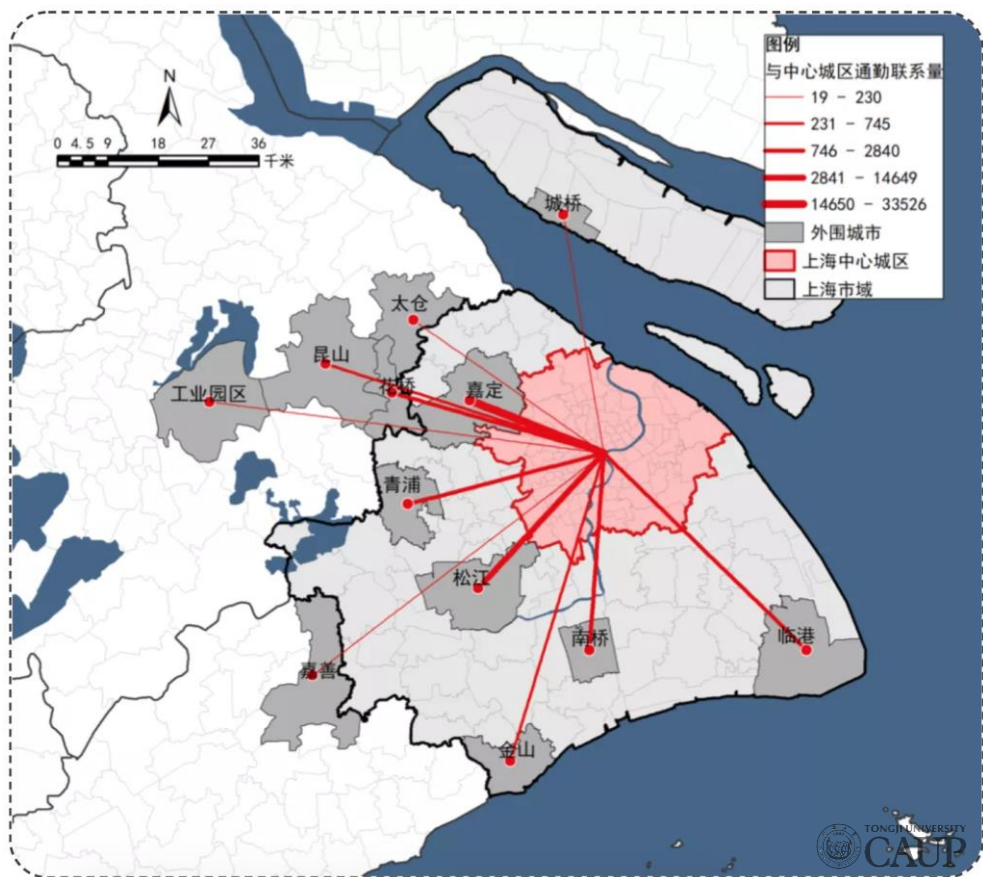 图例
与中心城区通勤联系量
19 - 230
231 - 745
746 - 2840
2841 - 14649
14650 - 33526
外围城市
上海中心城区
上海市域
N
0 4.5 9 18 27 36
千米
城桥
太仓
昆山
花桥
嘉定
工业园区
青浦
松江
南桥
临港
嘉善
金山
TONGJI UNIVERSITY
CAUP